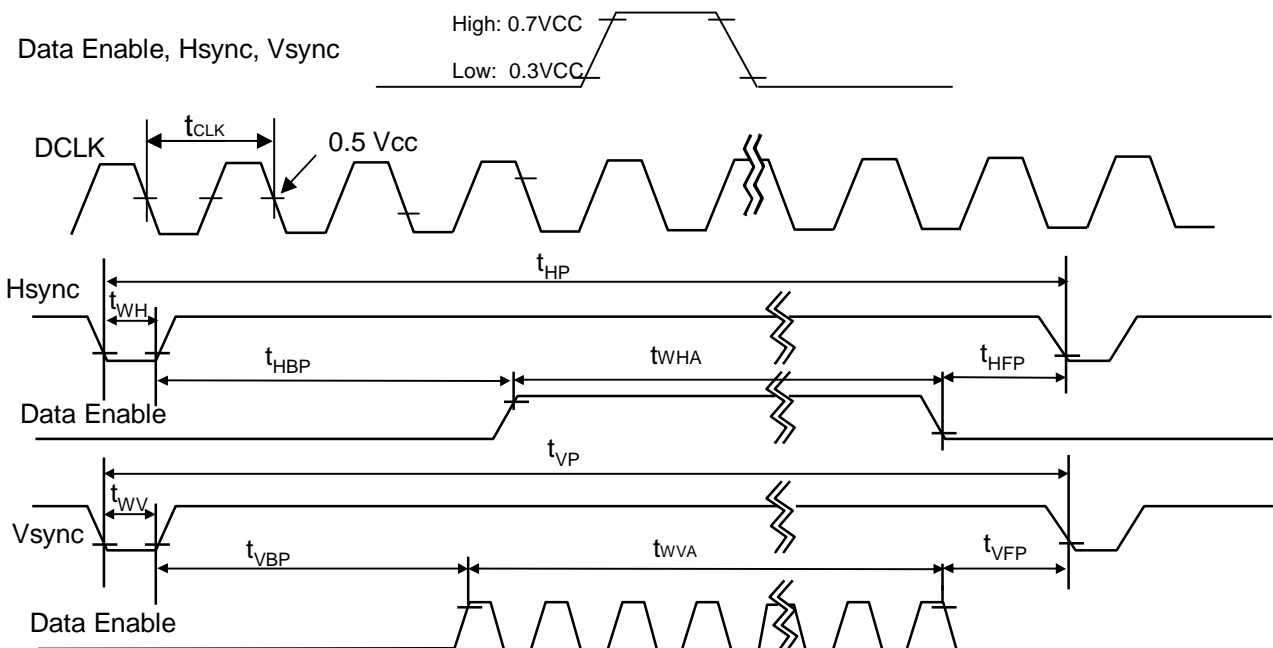 High: 0.7VCC
Data Enable, Hsync, Vsync
Low: 0.3VCC
tCLK
DCLK
0.5 Vcc
tHP
Hsync
tWH
tHBP
tWHA
tHFP
Data Enable
tVP
tWV
Vsync
tVBP
tWVA
tVFP
Data Enable